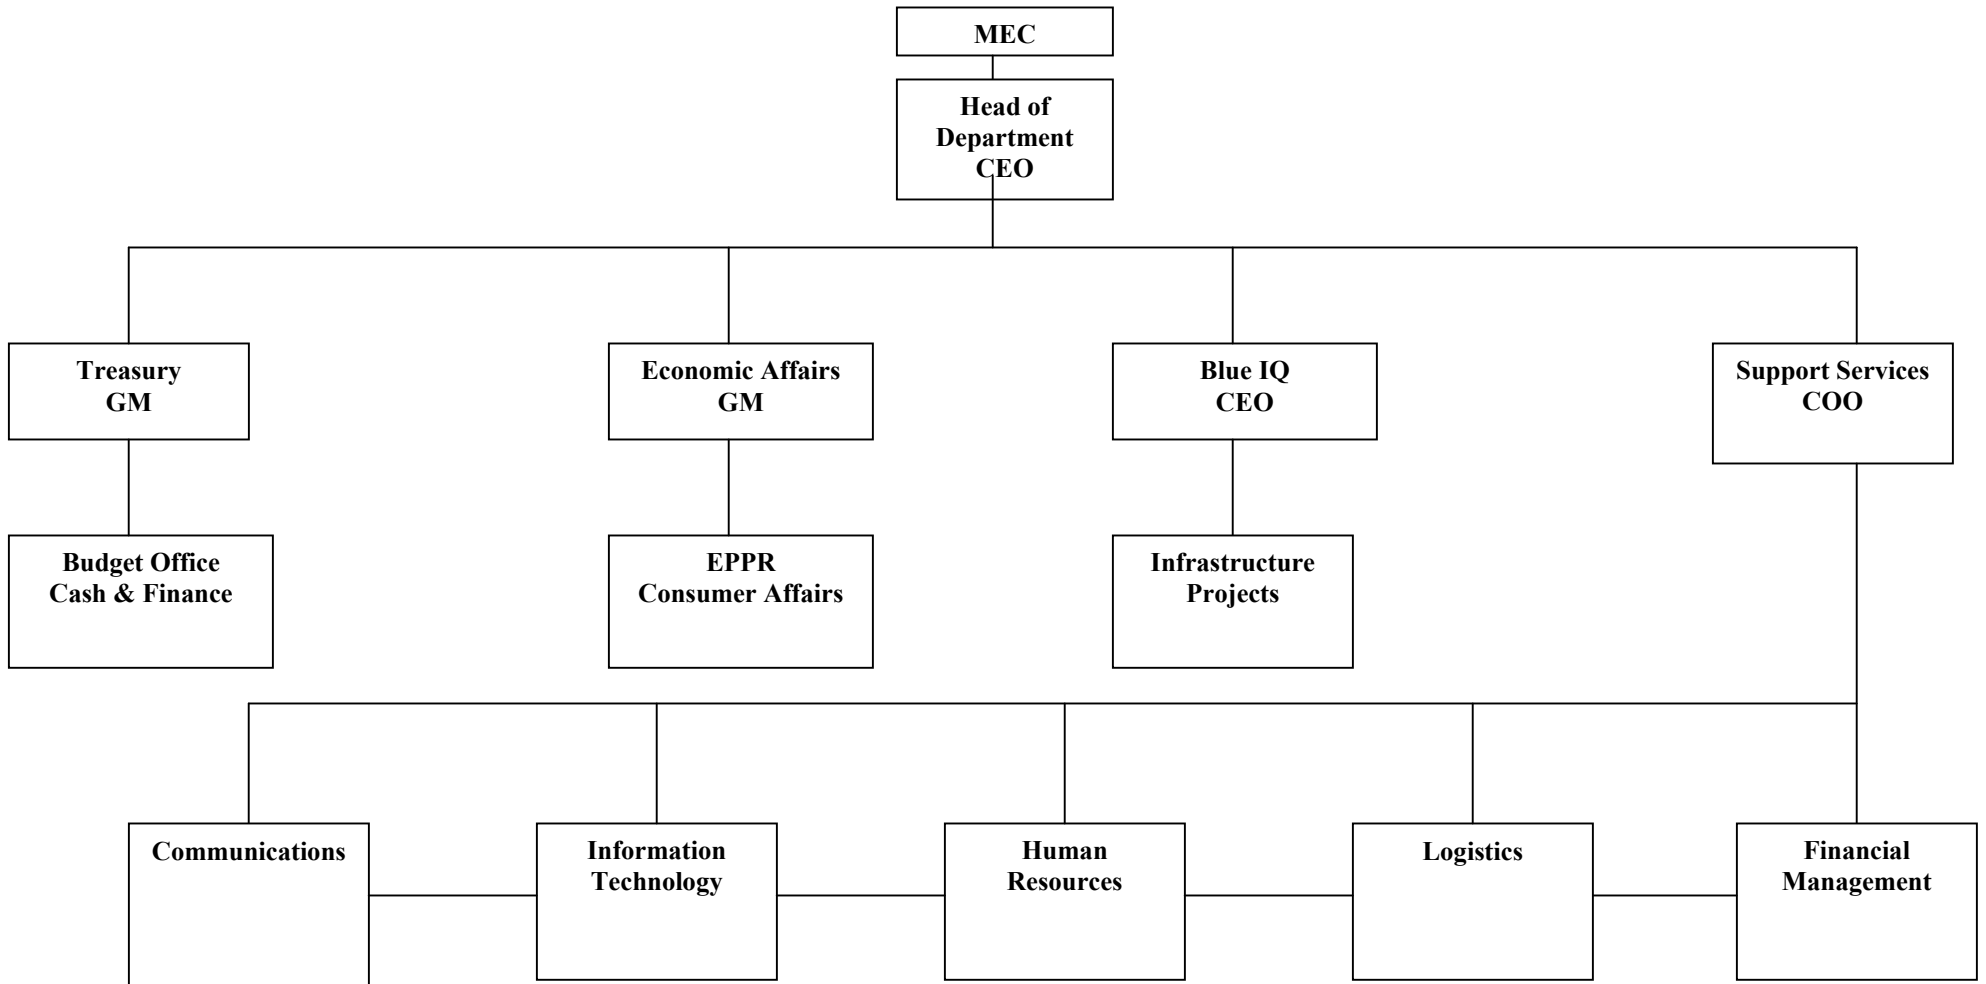 MEC
Head of
Department
CEO
Treasury
GM
Economic Affairs
GM
Blue IQ
CEO
Support Services
COO
Budget Office
Cash & Finance
EPPR
Consumer Affairs
Infrastructure
Projects
Communications
Information
Technology
Human
Resources
Logistics
Financial
Management